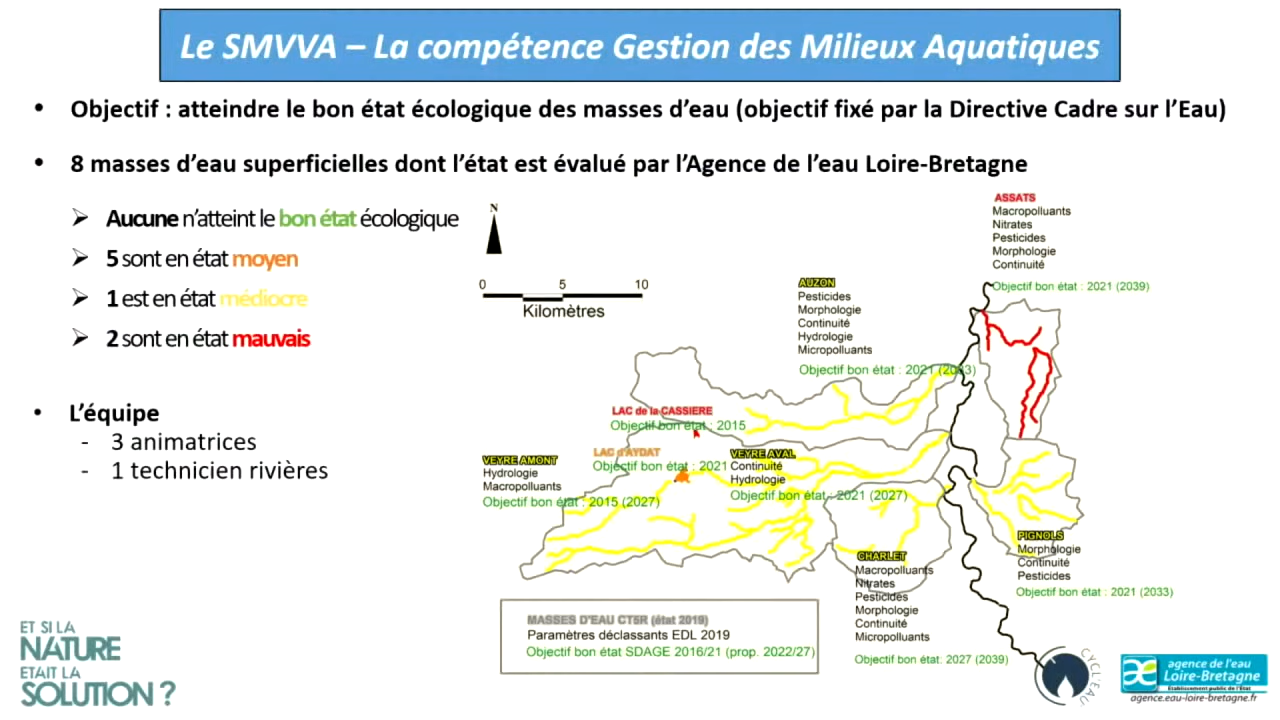 Le SMVVA – La compétence Gestion des Milieux Aquatiques
• Objectif : atteindre le bon état écologique des masses d'eau (objectif fixé par la Directive Cadre sur l'Eau)
• 8 masses d'eau superficielles dont l'état est évalué par l'Agence de l'eau Loire-Bretagne
➢ Aucune n'atteint le bon état écologique
➢ 5 sont en état moyen
➢ 1 est en état médiocre
➢ 2 sont en état mauvais
• L'équipe
- 3 animatrices
- 1 technicien rivières
N
0 5 10
Kilomètres
ASSATS
Macropolluants
Nitrates
Pesticides
Morphologie
Continuité
Objectif bon état : 2021 (2039)
AUZON
Pesticides
Morphologie
Continuité
Hydrologie
Micropolluants
Objectif bon état : 2021 (2033)
LAC de la CASSIERE
Objectif bon état : 2015
LAC d'AYDAT
Objectif bon état : 2021
VEYRE AVAL
Continuité
Hydrologie
Objectif bon état : 2021 (2027)
VEYRE AMONT
Hydrologie
Macropolluants
Objectif bon état : 2015 (2027)
PIGNOLS
Morphologie
Continuité
Pesticides
Objectif bon état : 2021 (2033)
CHARLET
Macropolluants
Nitrates
Pesticides
Morphologie
Continuité
Micropolluants
Objectif bon état: 2027 (2039)
MASSES D'EAU CTSR (état 2019)
Paramètres déclassants EDL 2019
Objectif bon état SDAGE 2016/21 (prop. 2022/27)
ET SI LA
NATURE
ETAIT LA
SOLUTION ?
CYCL'EAU
agence de l'eau
Loire-Bretagne
Établissement public de l'État
agence.eau-loire-bretagne.fr